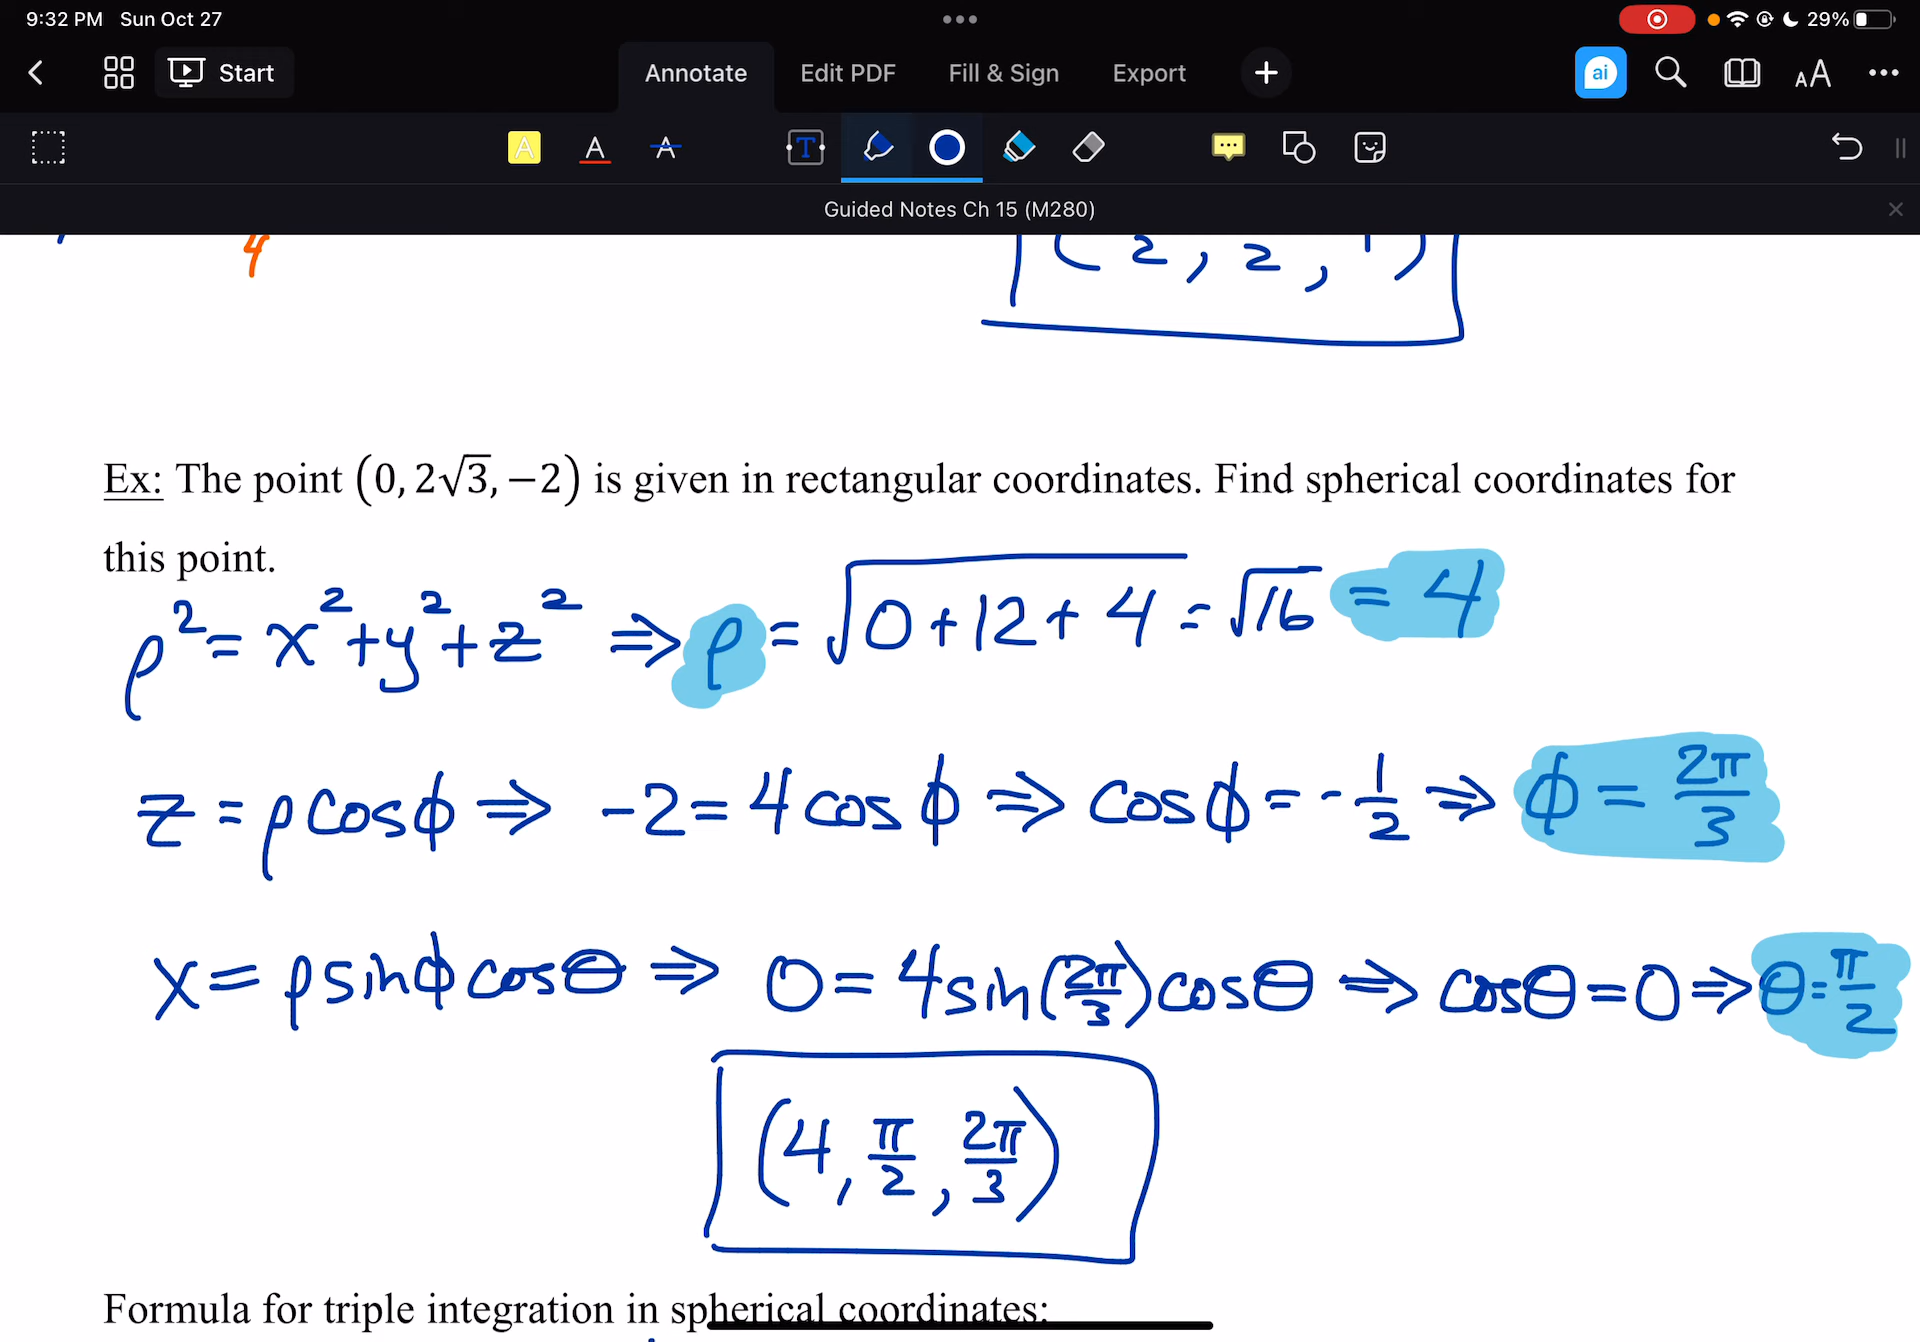 9:32 PM Sun Oct 27 29%
Start Annotate Edit PDF Fill & Sign Export + ai AA
A A A T
Guided Notes Ch 15 (M280)
4
Ex: The point (0, 2√3, −2) is given in rectangular coordinates. Find spherical coordinates for
this point.
ρ² = x² + y² + z² ⇒ ρ = √(0 + 12 + 4) = √16 = 4
z = ρ cos ϕ ⇒ -2 = 4 cos ϕ ⇒ cos ϕ = -1/2 ⇒ ϕ = 2π/3
x = ρ sin ϕ cos θ ⇒ 0 = 4 sin(2π/3) cos θ ⇒ cos θ = 0 ⇒ θ = π/2
(4, π/2, 2π/3)
Formula for triple integration in spherical coordinates: